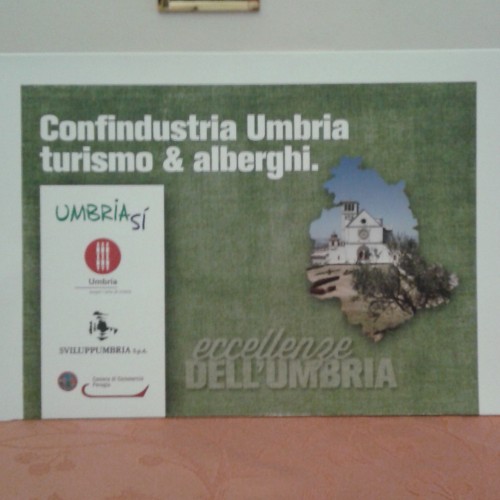 Confindustria Umbria
turismo & alberghi.
UMBRIA
SÍ
Umbria
SVILUPPUMBRIA S.p.A.
Camera di Commercio
Perugia
eccellenze
DELL'UMBRIA